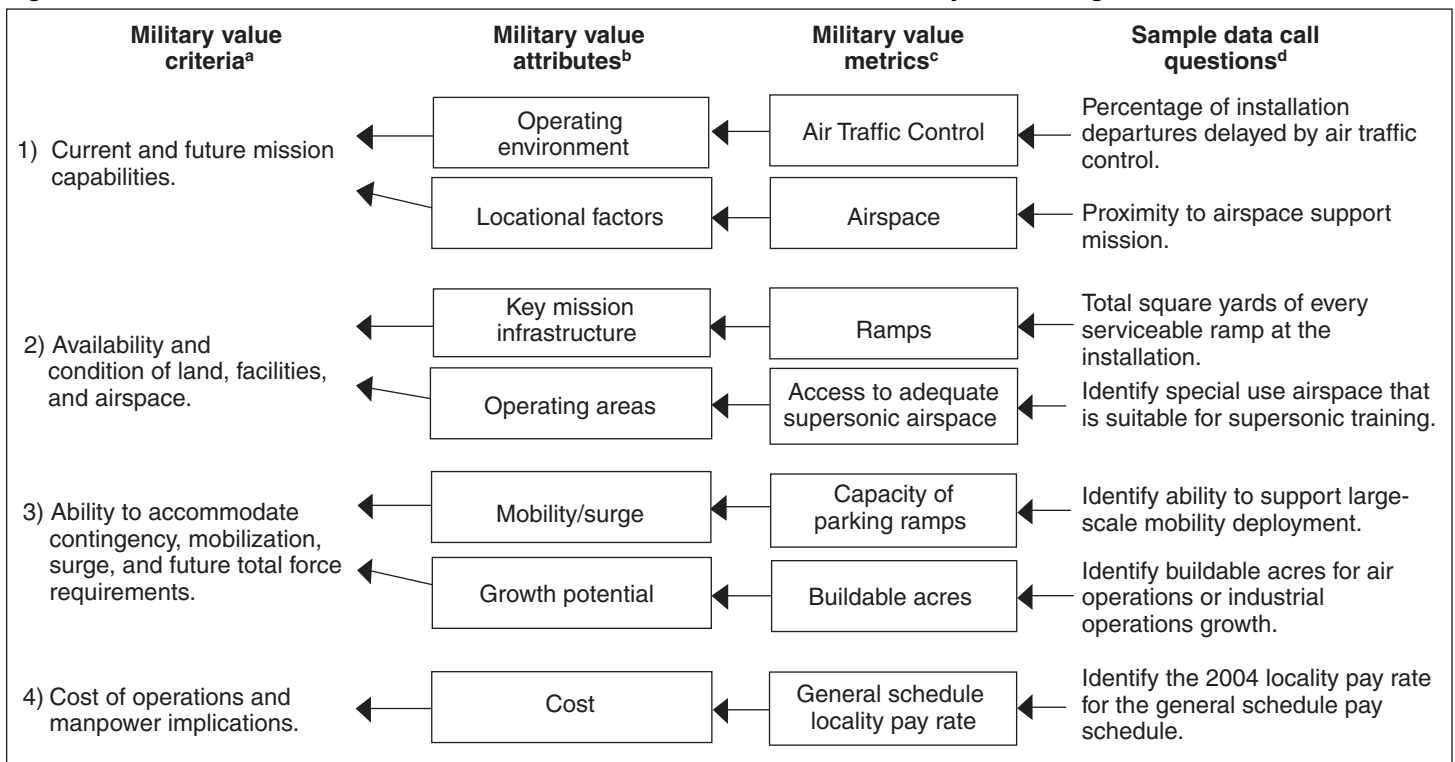 Military value
criteriaa
Military value
attributesb
Military value
metricsc
Sample data call
questionsd
1) Current and future mission
capabilities.
Operating
environment
Air Traffic Control
Percentage of installation
departures delayed by air traffic
control.
Locational factors
Airspace
Proximity to airspace support
mission.
2) Availability and
condition of land, facilities,
and airspace.
Key mission
infrastructure
Ramps
Total square yards of every
serviceable ramp at the
installation.
Operating areas
Access to adequate
supersonic airspace
Identify special use airspace that
is suitable for supersonic training.
3) Ability to accommodate
contingency, mobilization,
surge, and future total force
requirements.
Mobility/surge
Capacity of
parking ramps
Identify ability to support large-
scale mobility deployment.
Growth potential
Buildable acres
Identify buildable acres for air
operations or industrial
operations growth.
4) Cost of operations and
manpower implications.
Cost
General schedule
locality pay rate
Identify the 2004 locality pay rate
for the general schedule pay
schedule.